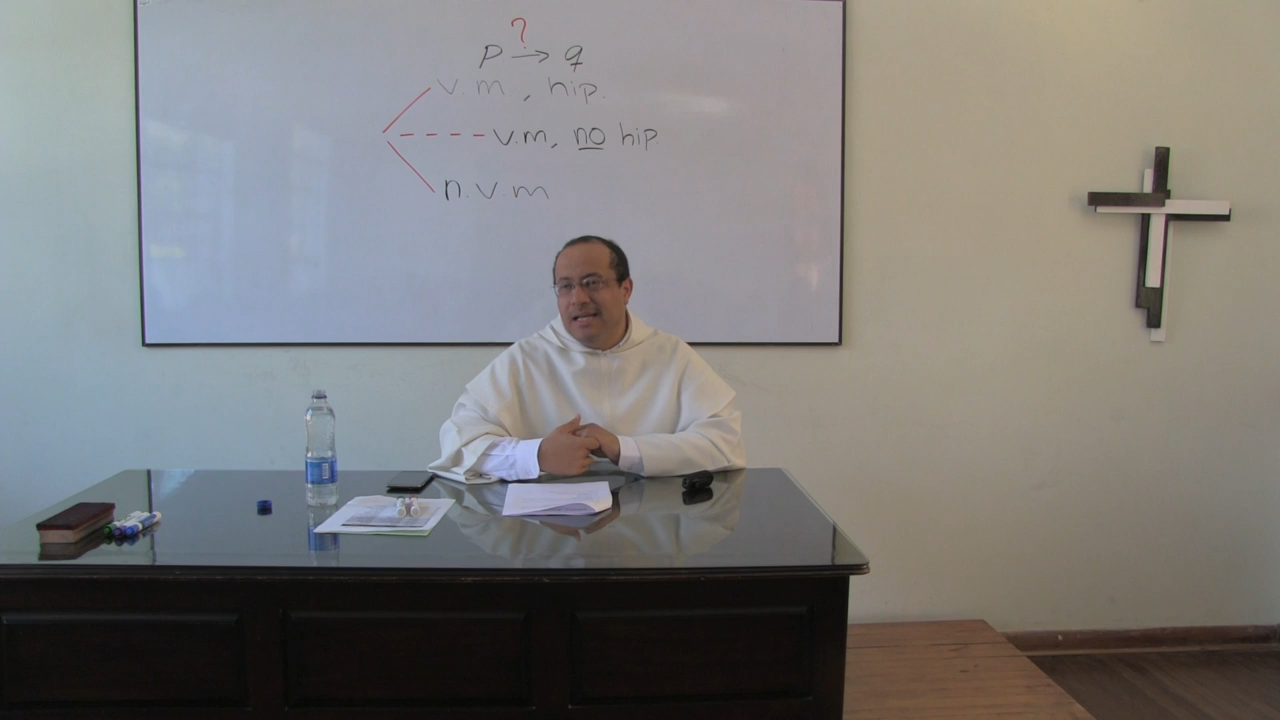 ?
p → q
v.m, hip.
v.m, no hip
n.v.m